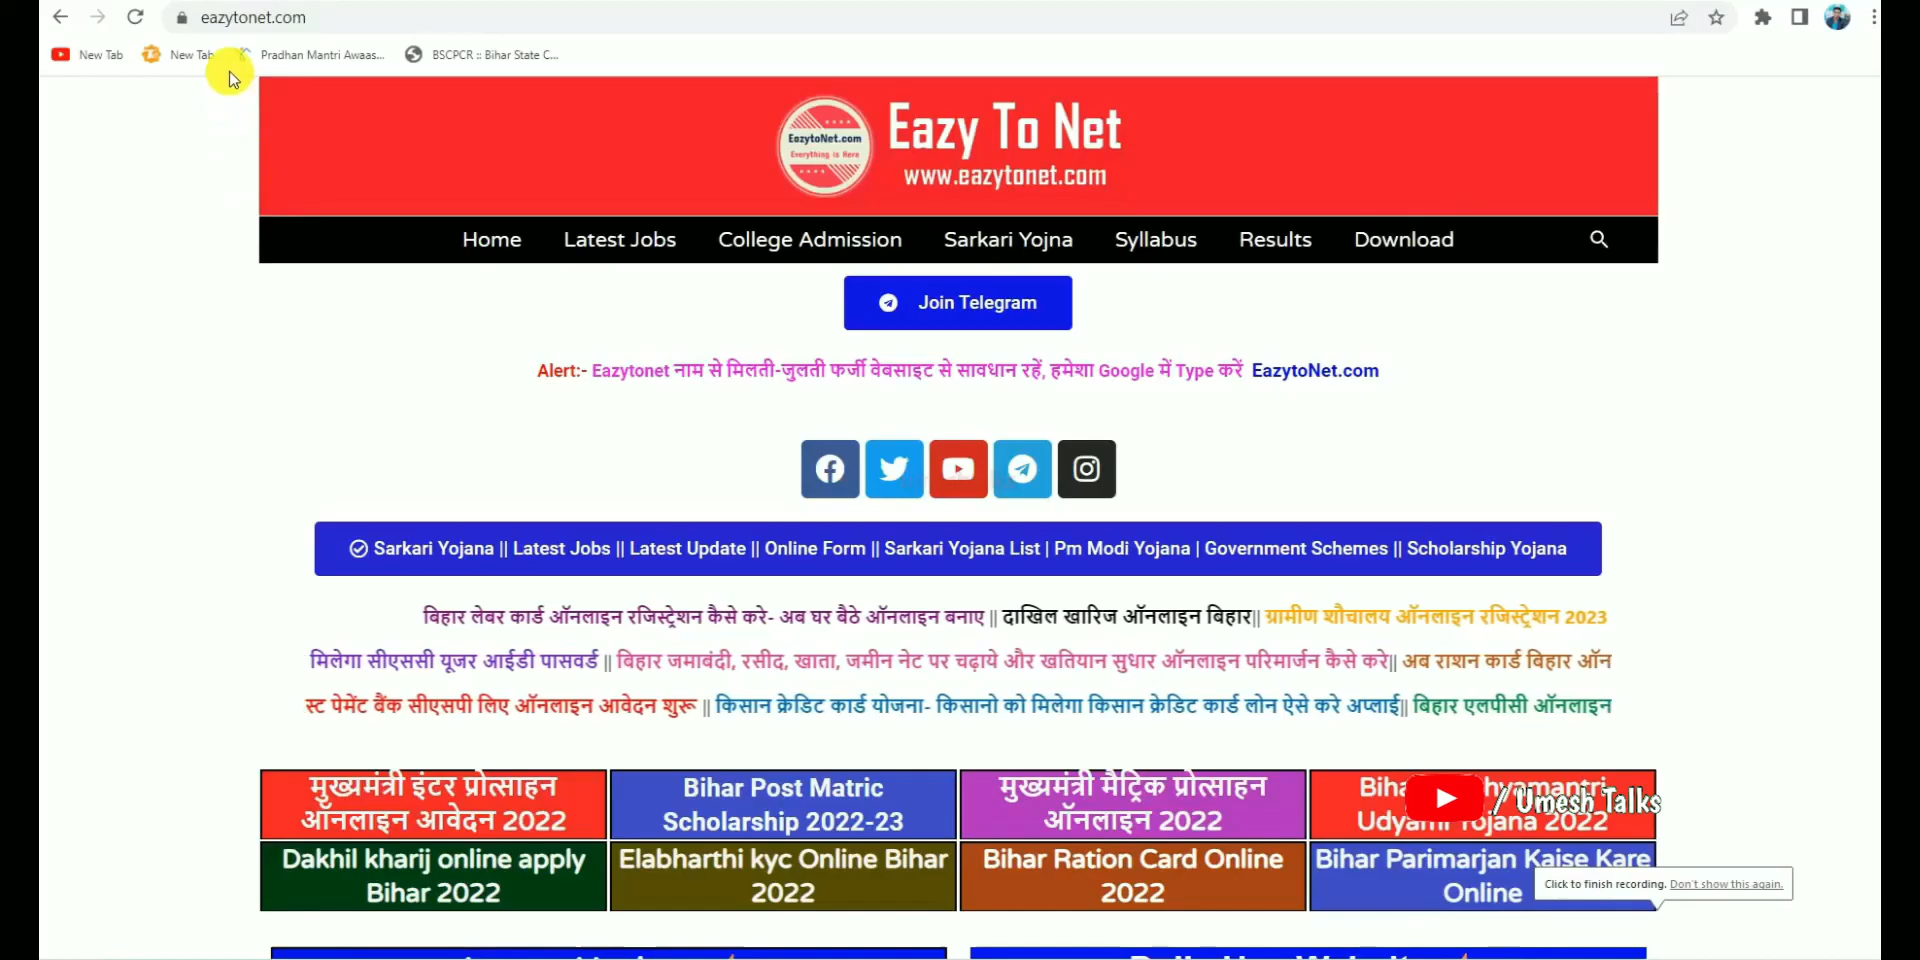 eazytonet.com
New Tab New Tab Pradhan Mantri Awaas... BSCPCR :: Bihar State C...
EazytoNet.com
Everything is Here
Eazy To Net
www.eazytonet.com
Home Latest Jobs College Admission Sarkari Yojna Syllabus Results Download
Join Telegram
Alert:- Eazytonet नाम से मिलती-जुलती फर्जी वेबसाइट से सावधान रहें, हमेशा Google में Type करें EazytoNet.com
Sarkari Yojana || Latest Jobs || Latest Update || Online Form || Sarkari Yojana List | Pm Modi Yojana | Government Schemes || Scholarship Yojana
बिहार लेबर कार्ड ऑनलाइन रजिस्ट्रेशन कैसे करे- अब घर बैठे ऑनलाइन बनाए || दाखिल खारिज ऑनलाइन बिहार|| ग्रामीण शौचालय ऑनलाइन रजिस्ट्रेशन 2023
मिलेगा सीएससी यूजर आईडी पासवर्ड || बिहार जमाबंदी, रसीद, खाता, जमीन नेट पर चढ़ाये और खतियान सुधार ऑनलाइन परिमार्जन कैसे करे|| अब राशन कार्ड बिहार ऑन
स्ट पेमेंट बैंक सीएसपी लिए ऑनलाइन आवेदन शुरू || किसान क्रेडिट कार्ड योजना- किसानो को मिलेगा किसान क्रेडिट कार्ड लोन ऐसे करे अप्लाई|| बिहार एलपीसी ऑनलाइन
मुख्यमंत्री इंटर प्रोत्साहन
ऑनलाइन आवेदन 2022
Bihar Post Matric
Scholarship 2022-23
मुख्यमंत्री मैट्रिक प्रोत्साहन
ऑनलाइन 2022
Udyami Yojana 2022
/ Umesh Talks
Dakhil kharij online apply
Bihar 2022
Elabharthi kyc Online Bihar
2022
Bihar Ration Card Online
2022
Bihar Parimarjan Kaise Kare
Online
Click to finish recording. Don't show this again.